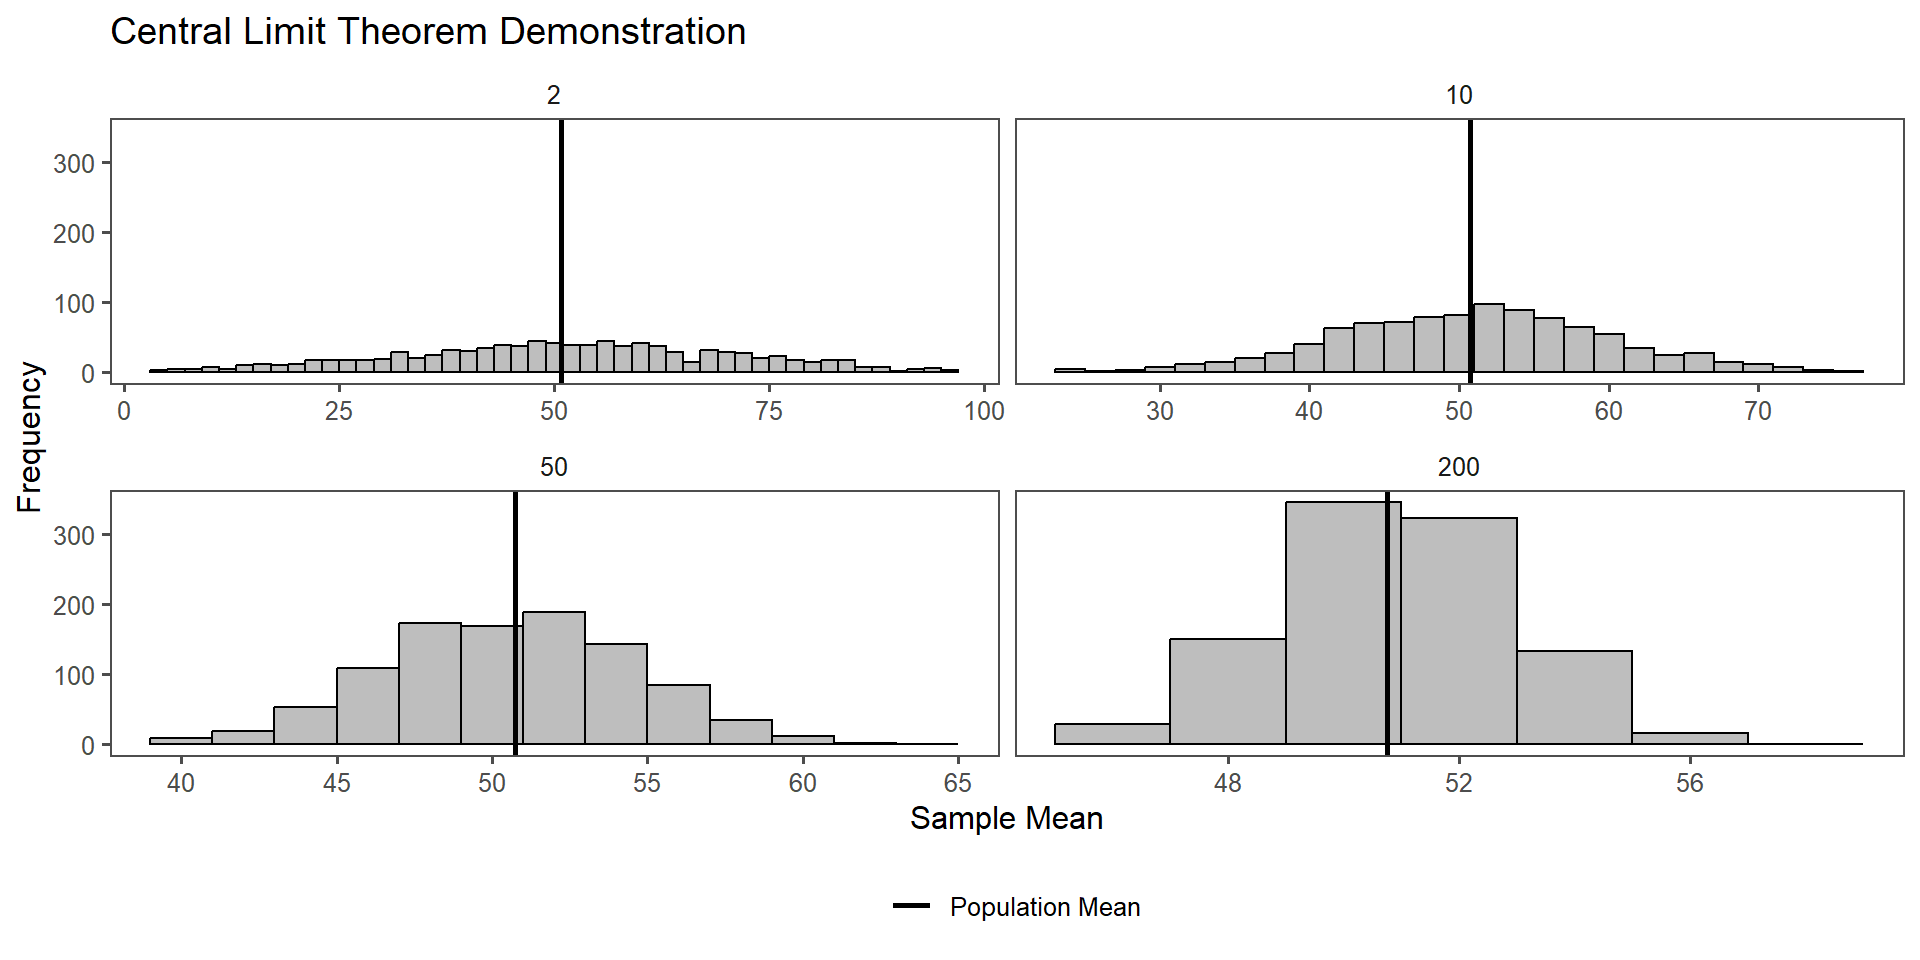 Central Limit Theorem Demonstration
2
10
300
200
100
0
0 25 50 75 100
30 40 50 60 70
Frequency
50
200
300
200
100
0
40 45 50 55 60 65
48 52 56
Sample Mean
Population Mean